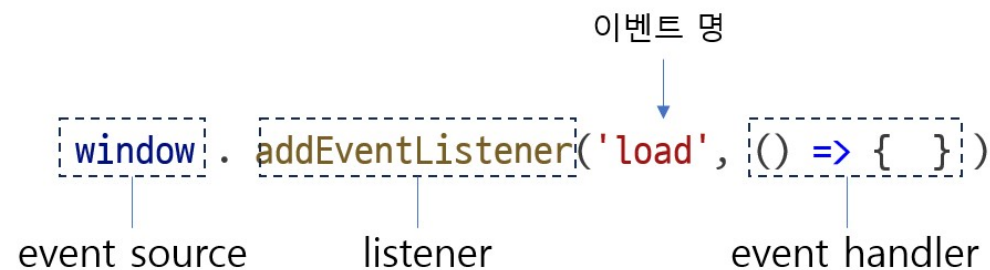 이벤트 명
window . addEventListener('load', () => {  })
event source listener event handler